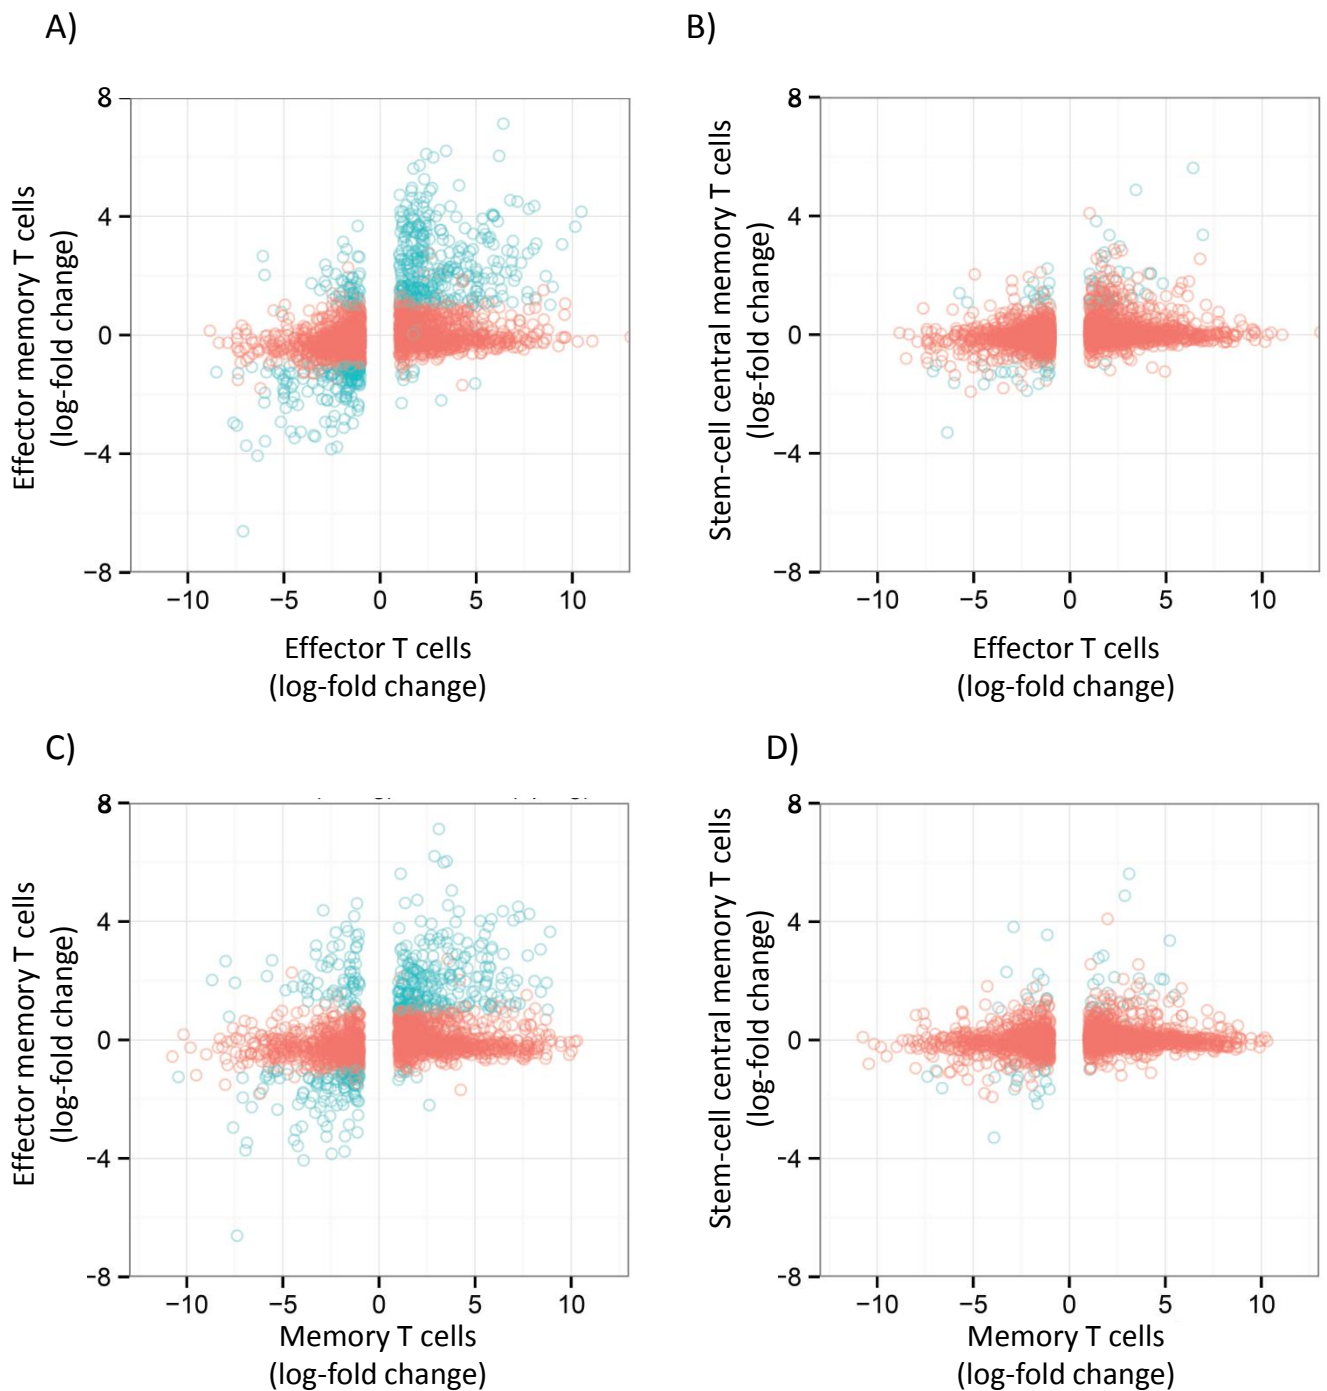 A)
B)
8
4
0
−4
−8
Effector memory T cells
(log-fold change)
−10 −5 0 5 10
Effector T cells
(log-fold change)
8
4
0
−4
−8
Stem-cell central memory T cells
(log-fold change)
−10 −5 0 5 10
Effector T cells
(log-fold change)
C)
D)
8
4
0
−4
−8
Effector memory T cells
(log-fold change)
−10 −5 0 5 10
Memory T cells
(log-fold change)
8
4
0
−4
−8
Stem-cell central memory T cells
(log-fold change)
−10 −5 0 5 10
Memory T cells
(log-fold change)